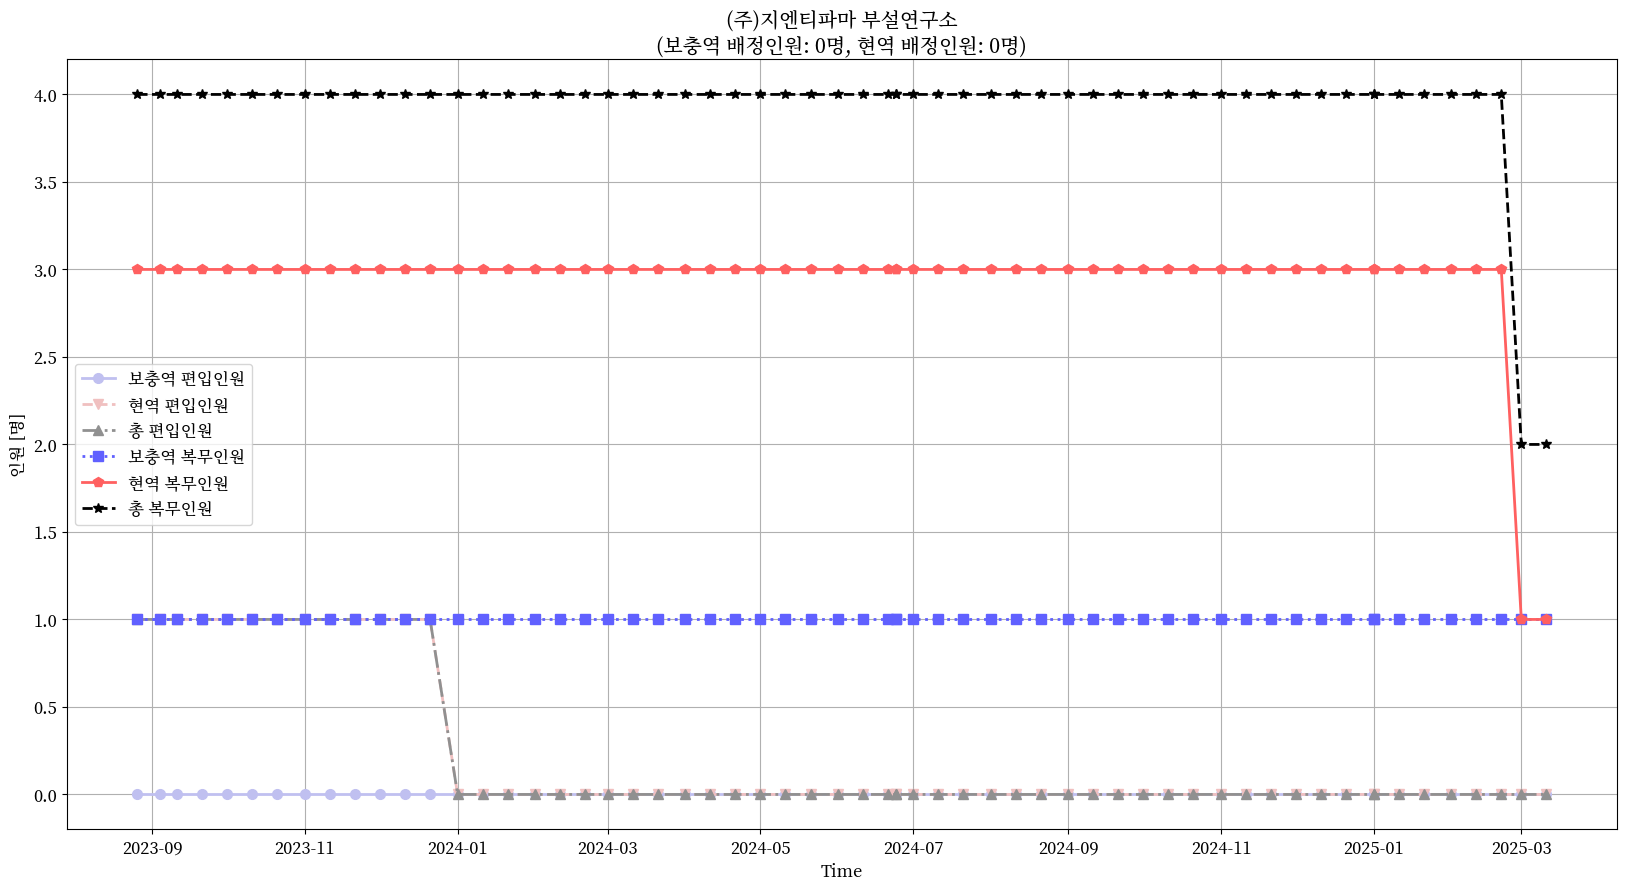 (주)지엔티파마 부설연구소
(보충역 배정인원: 0명, 현역 배정인원: 0명)
4.0
3.5
3.0
2.5
2.0
1.5
1.0
0.5
0.0
인원 [명]
보충역 편입인원
현역 편입인원
총 편입인원
보충역 복무인원
현역 복무인원
총 복무인원
2023-09 2023-11 2024-01 2024-03 2024-05 2024-07 2024-09 2024-11 2025-01 2025-03
Time